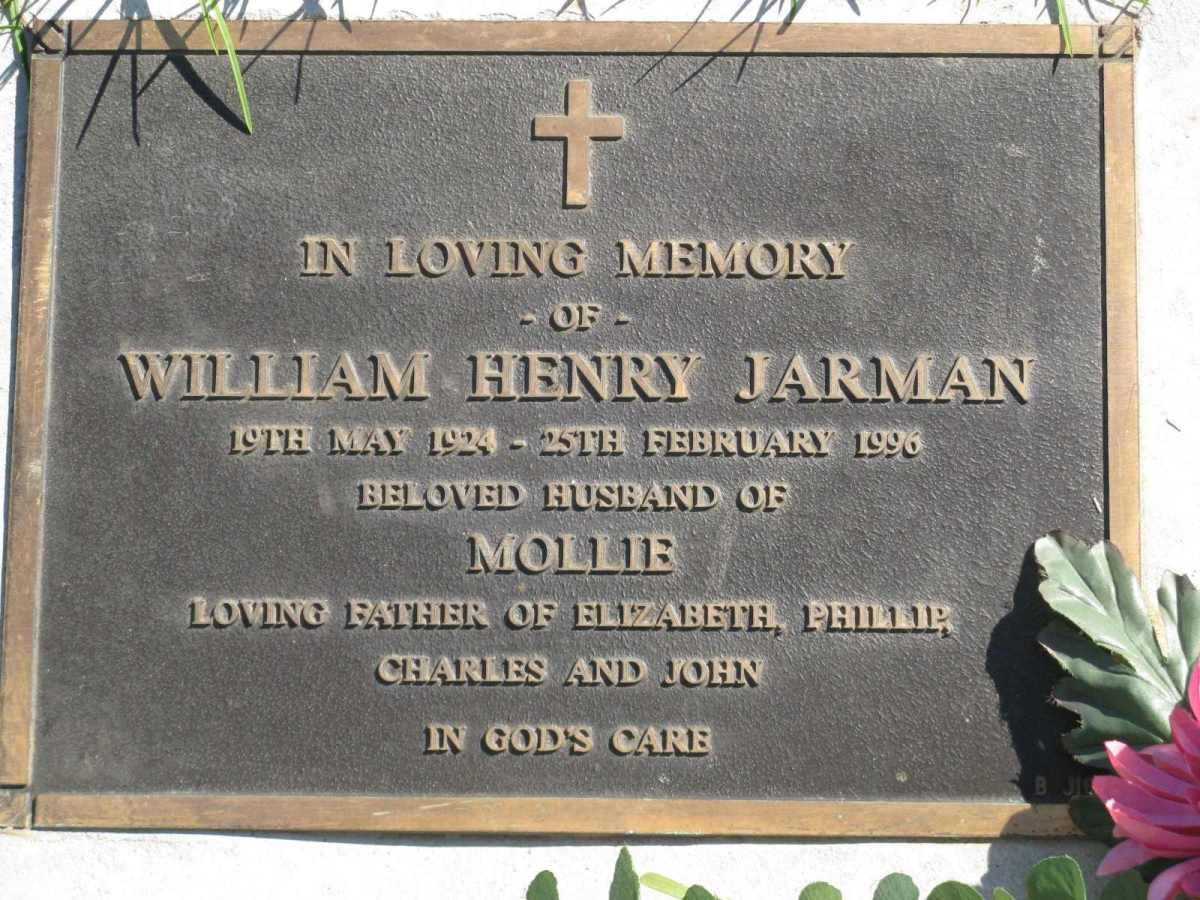 IN LOVING MEMORY
- OF -
WILLIAM HENRY JARMAN
19TH MAY 1924 - 25TH FEBRUARY 1996
BELOVED HUSBAND OF
MOLLIE
LOVING FATHER OF ELIZABETH, PHILLIP,
CHARLES AND JOHN
IN GOD'S CARE